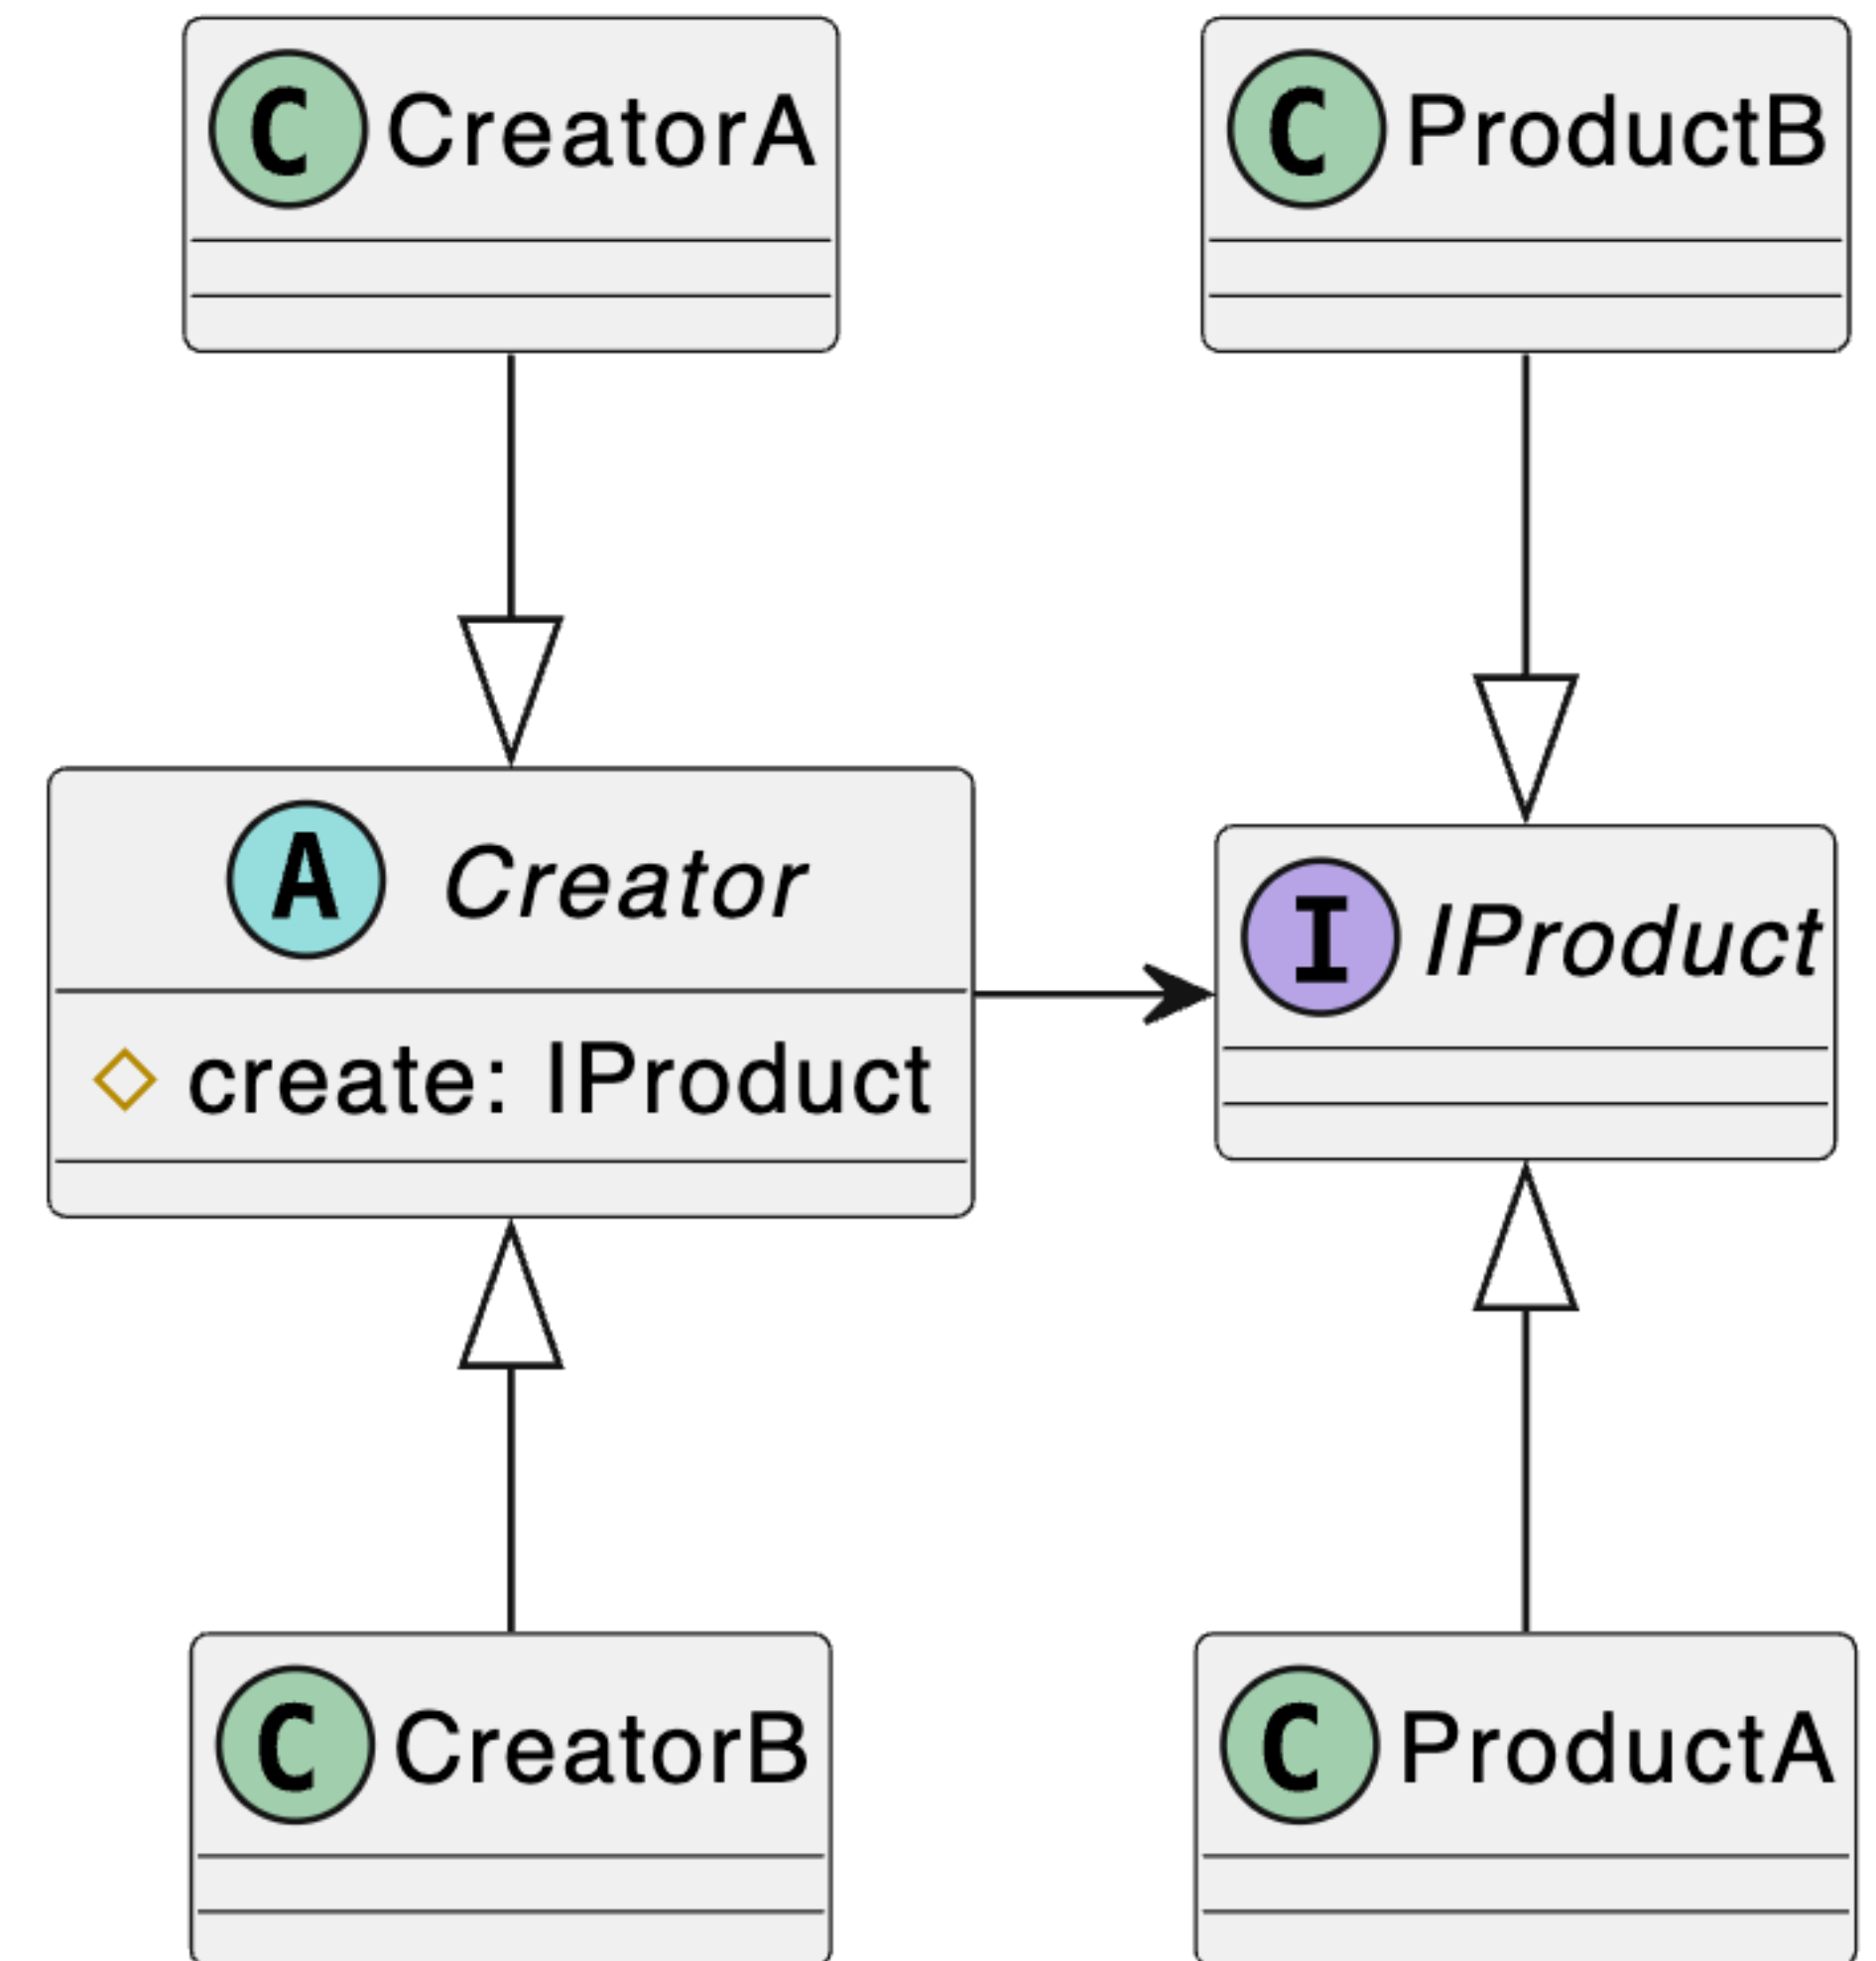 C CreatorA
C ProductB
A Creator
create: IProduct
I IProduct
C CreatorB
C ProductA